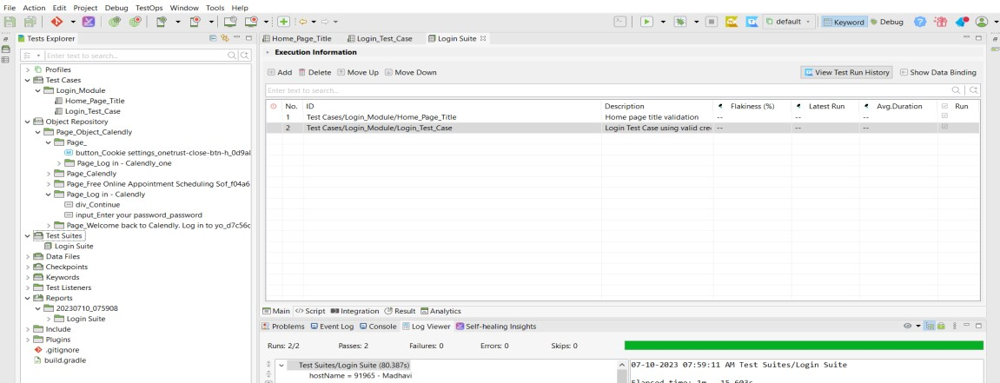 File Action Edit Project Debug TestOps Window Tools Help
default
Keyword
Debug
Tests Explorer
Enter text to search...
Profiles
Test Cases
Login_Module
Home_Page_Title
Login_Test_Case
Object Repository
Page_Object_Calendly
Page_
button_Cookie settings_onetrust-close-btn-h_0d9a
Page_Log in - Calendly_one
Page_Calendly
Page_Free Online Appointment Scheduling Sof_f04a6
Page_Log in - Calendly
div_Continue
input_Enter your password_password
Page_Welcome back to Calendly. Log in to yo_d7c56c
Test Suites
Login Suite
Data Files
Checkpoints
Keywords
Test Listeners
Reports
20230710_075908
Login Suite
Include
Plugins
.gitignore
build.gradle
Home_Page_Title Login_Test_Case Login Suite
Execution Information
Add Delete Move Up Move Down View Test Run History Show Data Binding
Enter text to search...
No. ID Description Flakiness (%) Latest Run Avg.Duration Run
1 Test Cases/Login_Module/Home_Page_Title Home page title validation -- -- --
2 Test Cases/Login_Module/Login_Test_Case Login Test Case using valid cre -- -- --
Main </> Script Integration Result Analytics
Problems Event Log Console Log Viewer Self-healing Insights
Runs: 2/2 Passes: 2 Failures: 0 Errors: 0 Skips: 0
Test Suites/Login Suite (80.387s)
hostName = 91965 - Madhavi
07-10-2023 07:59:11 AM Test Suites/Login Suite
Elapsed time: 1m - 15.603s